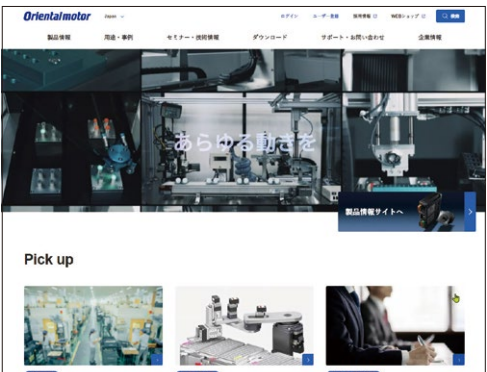 Orientalmotor
Japan
ログイン ユーザー登録 採用情報 WEBショップ 検索
製品情報 用途・事例 セミナー・技術情報 ダウンロード サポート・お問い合わせ 企業情報
あらゆる動きを
製品情報サイトへ
Pick up